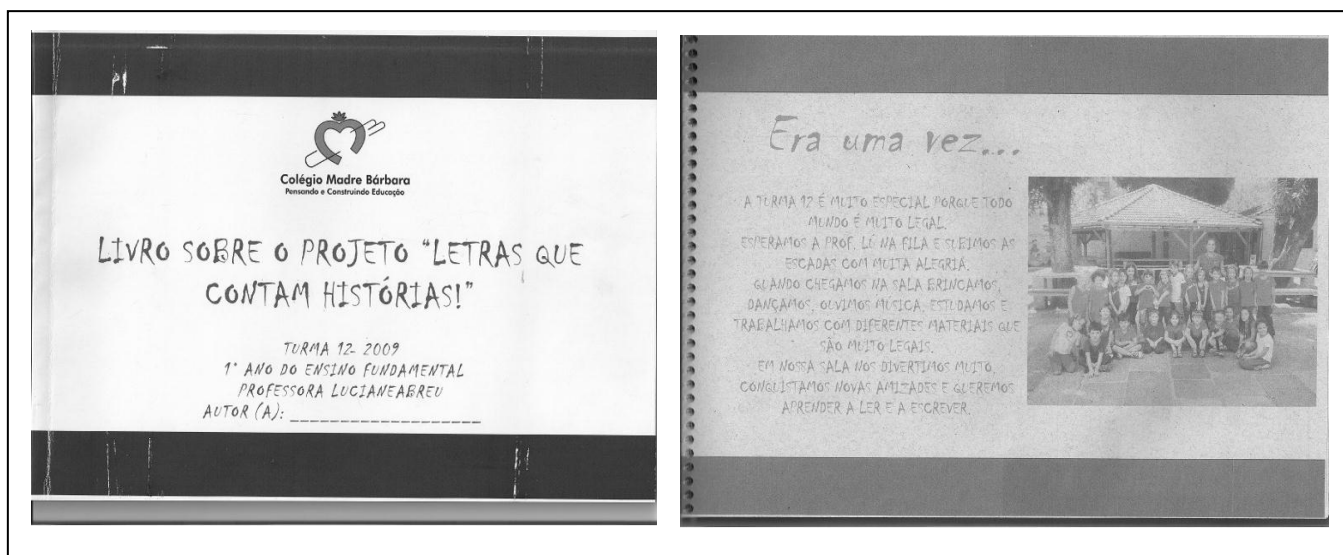 Colégio Madre Bárbara
Pensando e Construindo Educação
LIVRO SOBRE O PROJETO “LETRAS QUE
CONTAM HISTÓRIAS!”
TURMA 12- 2009
1° ANO DO ENSINO FUNDAMENTAL
PROFESSORA LUCIANEABREU
AUTOR (A): ___________________
Era uma vez...
A TURMA 12 É MUITO ESPECIAL PORQUE TODO
MUNDO É MUITO LEGAL.
ESPERAMOS A PROF. LÚ NA FILA E SUBIMOS AS
ESCADAS COM MUITA ALEGRIA.
QUANDO CHEGAMOS NA SALA BRINCAMOS,
DANÇAMOS, OUVIMOS MÚSICA, ESTUDAMOS E
TRABALHAMOS COM DIFERENTES MATERIAIS QUE
SÃO MUITO LEGAIS.
EM NOSSA SALA NOS DIVERTIMOS MUITO,
CONQUISTAMOS NOVAS AMIZADES E QUEREMOS
APRENDER A LER E A ESCREVER.